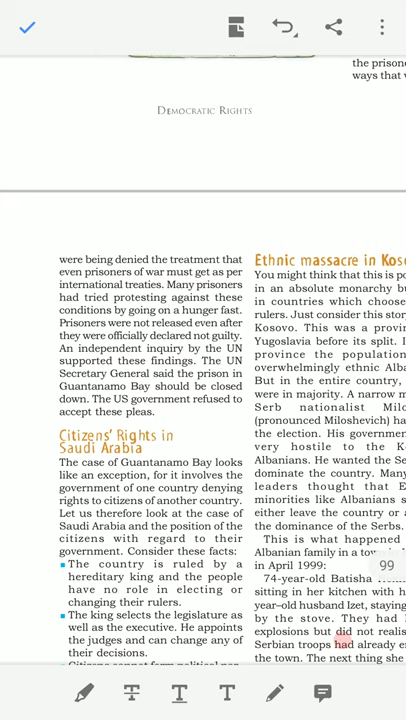 the prisone
ways that w
DEMOCRATIC RIGHTS
were being denied the treatment that
even prisoners of war must get as per
international treaties. Many prisoners
had tried protesting against these
conditions by going on a hunger fast.
Prisoners were not released even after
they were officially declared not guilty.
An independent inquiry by the UN
supported these findings. The UN
Secretary General said the prison in
Guantanamo Bay should be closed
down. The US government refused to
accept these pleas.
Citizens' Rights in
Saudi Arabia
The case of Guantanamo Bay looks
like an exception, for it involves the
government of one country denying
rights to citizens of another country.
Let us therefore look at the case of
Saudi Arabia and the position of the
citizens with regard to their
government. Consider these facts:
The country is ruled by a
hereditary king and the people
have no role in electing or
changing their rulers.
The king selects the legislature as
well as the executive. He appoints
the judges and can change any of
their decisions.
Citizens cannot form political
Ethnic massacre in Koso
You might think that this is po
in an absolute monarchy bu
in countries which choose
rulers. Just consider this stor
Kosovo. This was a provin
Yugoslavia before its split. I
province the population
overwhelmingly ethnic Alba
But in the entire country,
were in majority. A narrow m
Serb nationalist Milo
(pronounced Miloshevich) ha
the election. His governmen
very hostile to the K
Albanians. He wanted the Se
dominate the country. Many
leaders thought that E
minorities like Albanians s
either leave the country or a
the dominance of the Serbs.
This is what happened
Albanian family in a town
in April 1999:
74-year-old Batisha
sitting in her kitchen with h
year–old husband Izet, staying
by the stove. They had
explosions but did not realis
Serbian troops had already e
the town. The next thing she
99